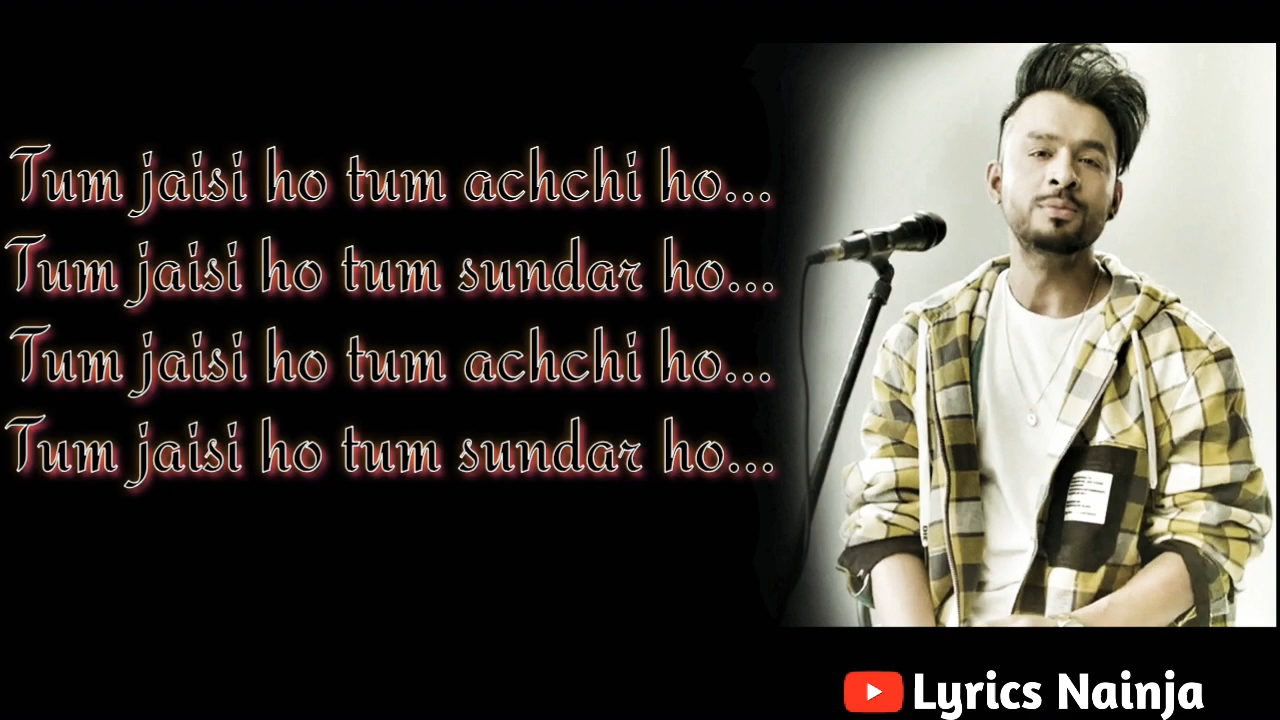 Tum jaisi ho tum achchi ho...
Tum jaisi ho tum sundar ho...
Tum jaisi ho tum achchi ho...
Tum jaisi ho tum sundar ho...
Lyrics Nainja